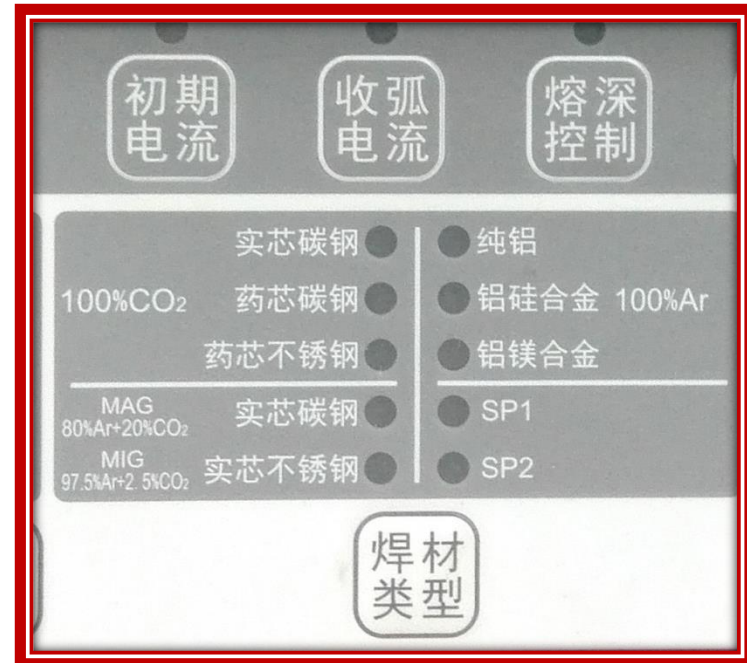 初期
电流
收弧
电流
熔深
控制
实芯碳钢
100%CO₂ 药芯碳钢
药芯不锈钢
MAG
80%Ar+20%CO₂
实芯碳钢
MIG
97.5%Ar+2.5%CO₂
实芯不锈钢
纯铝
铝硅合金 100%Ar
铝镁合金
SP1
SP2
焊材
类型